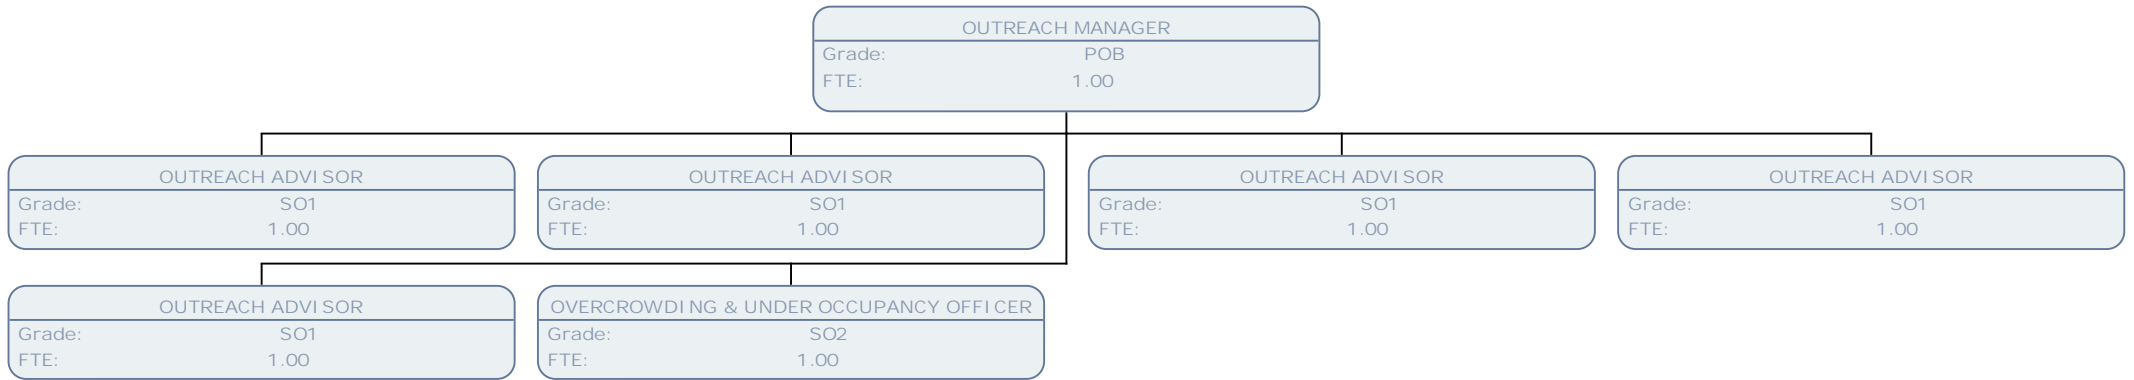 OUTREACH MANAGER
Grade: POB
FTE: 1.00
OUTREACH ADVISOR
Grade: SO1
FTE: 1.00
OUTREACH ADVISOR
Grade: SO1
FTE: 1.00
OUTREACH ADVISOR
Grade: SO1
FTE: 1.00
OUTREACH ADVISOR
Grade: SO1
FTE: 1.00
OUTREACH ADVISOR
Grade: SO1
FTE: 1.00
OVERCROWDING & UNDER OCCUPANCY OFFICER
Grade: SO2
FTE: 1.00